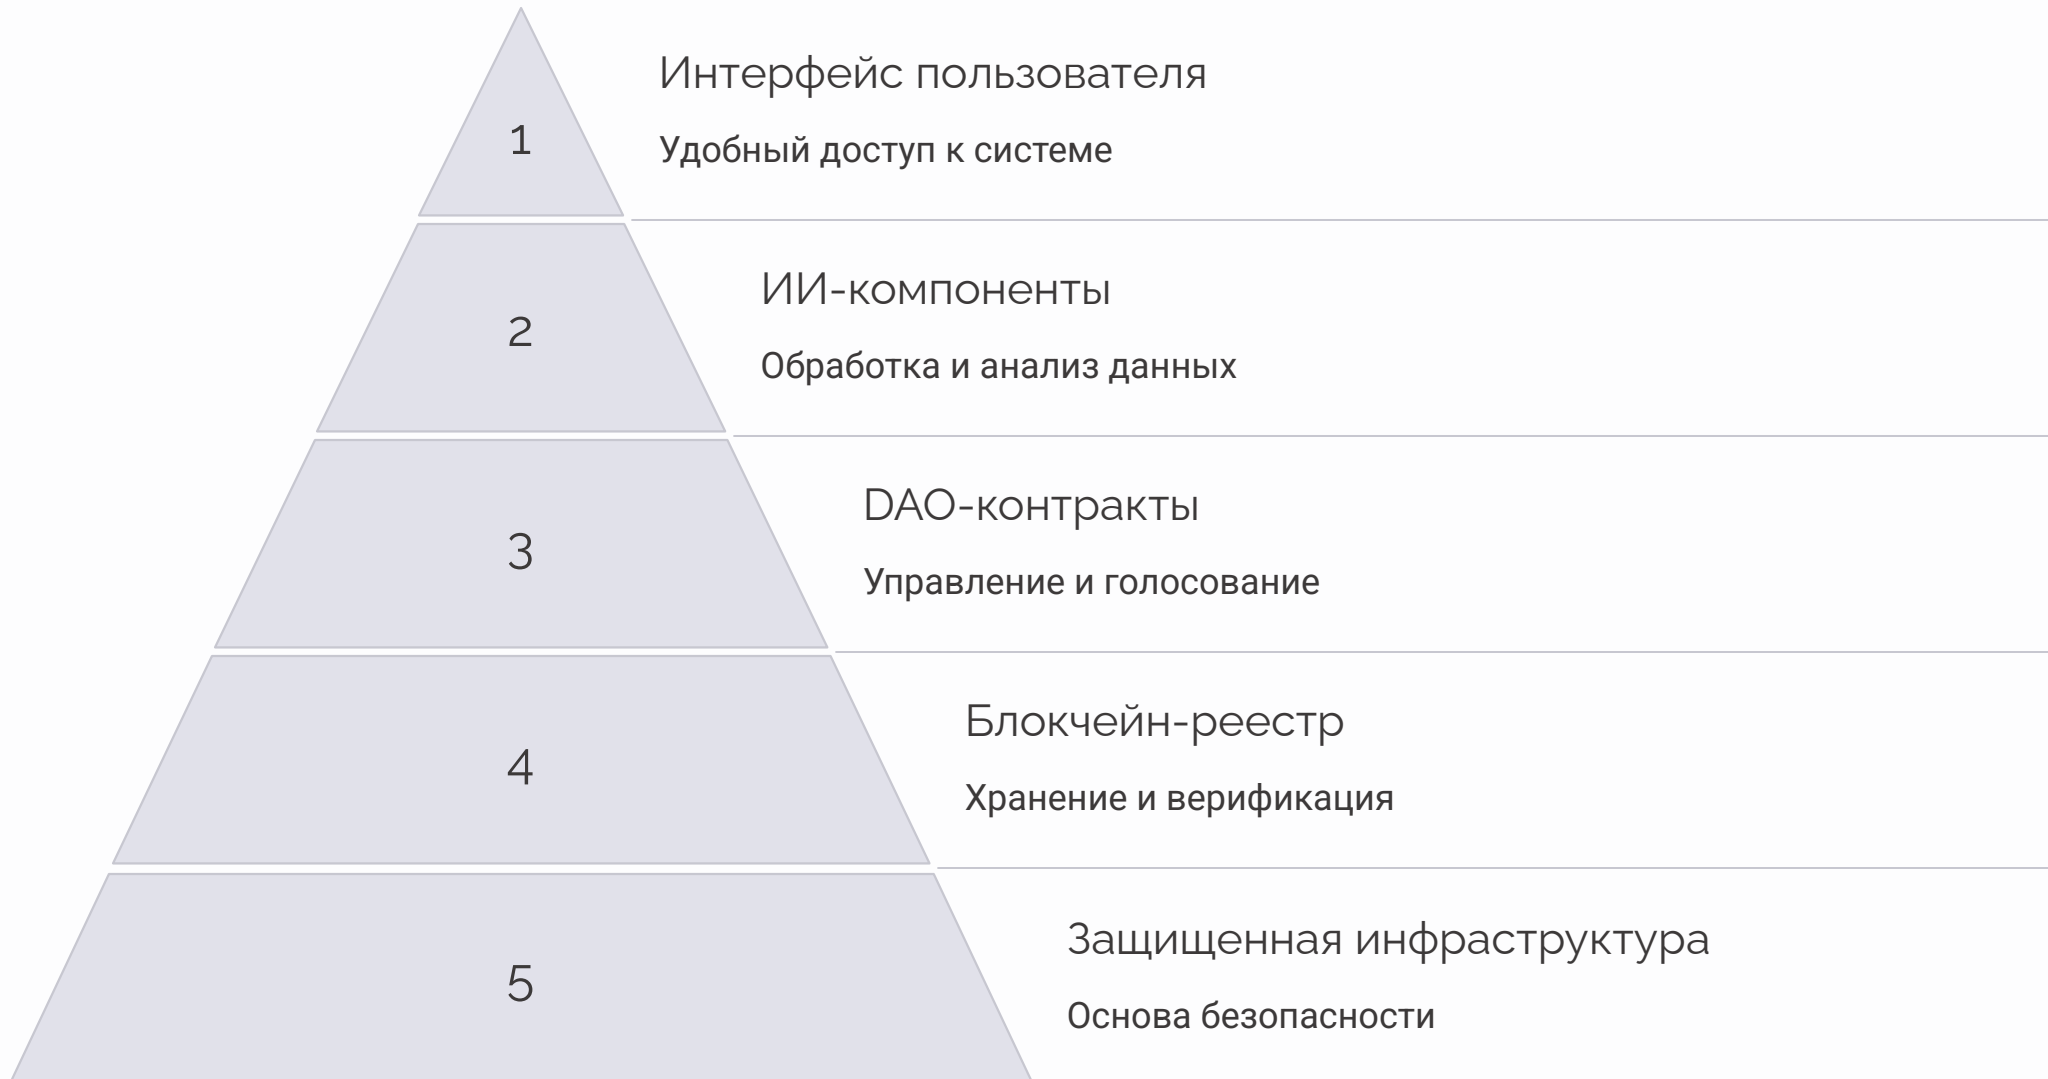 1
Интерфейс пользователя
Удобный доступ к системе
2
ИИ-компоненты
Обработка и анализ данных
3
DAO-контракты
Управление и голосование
4
Блокчейн-реестр
Хранение и верификация
5
Защищенная инфраструктура
Основа безопасности